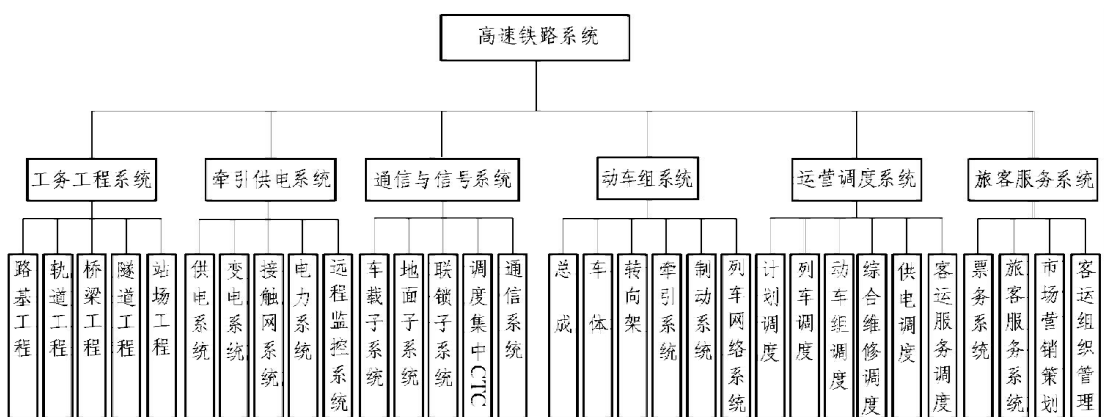 高速铁路系统
工务工程系统
牵引供电系统
通信与信号系统
动车组系统
运营调度系统
旅客服务系统
路基工程
轨道工程
桥梁工程
隧道工程
站场工程
供电系统
变电系统
接触网系统
电力系统
远程监控系统
车载子系统
地面子系统
联锁子系统
调度集中CTC
通信系统
总成
车体
转向架
牵引系统
制动系统
列车网络系统
计划调度
列车调度
动车组调度
综合维修调度
供电调度
客运服务调度
票务系统
旅客服务系统
市场营销策划
客运组织管理